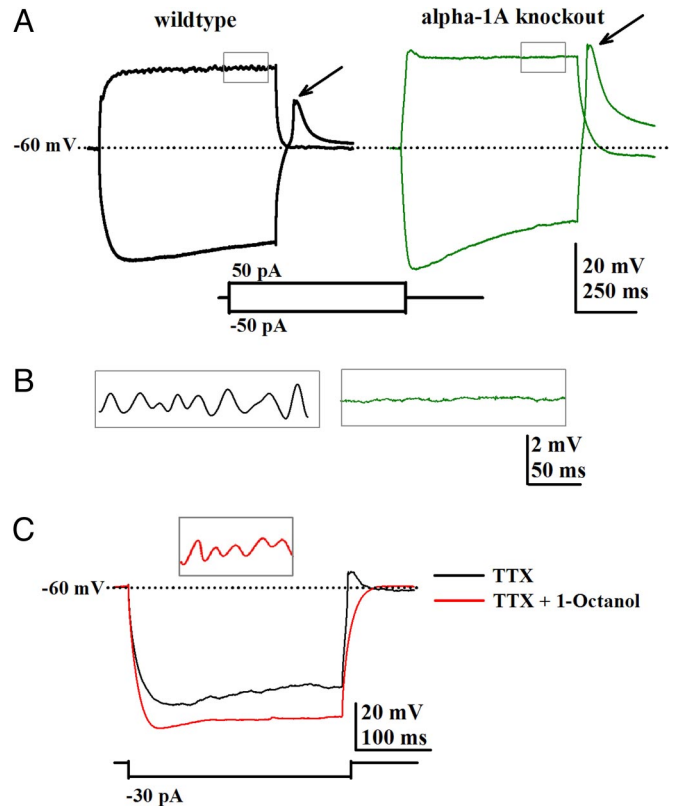 A
wildtype
alpha-1A knockout
-60 mV
50 pA
-50 pA
20 mV
250 ms
B
2 mV
50 ms
C
-60 mV
TTX
TTX + 1-Octanol
20 mV
100 ms
-30 pA